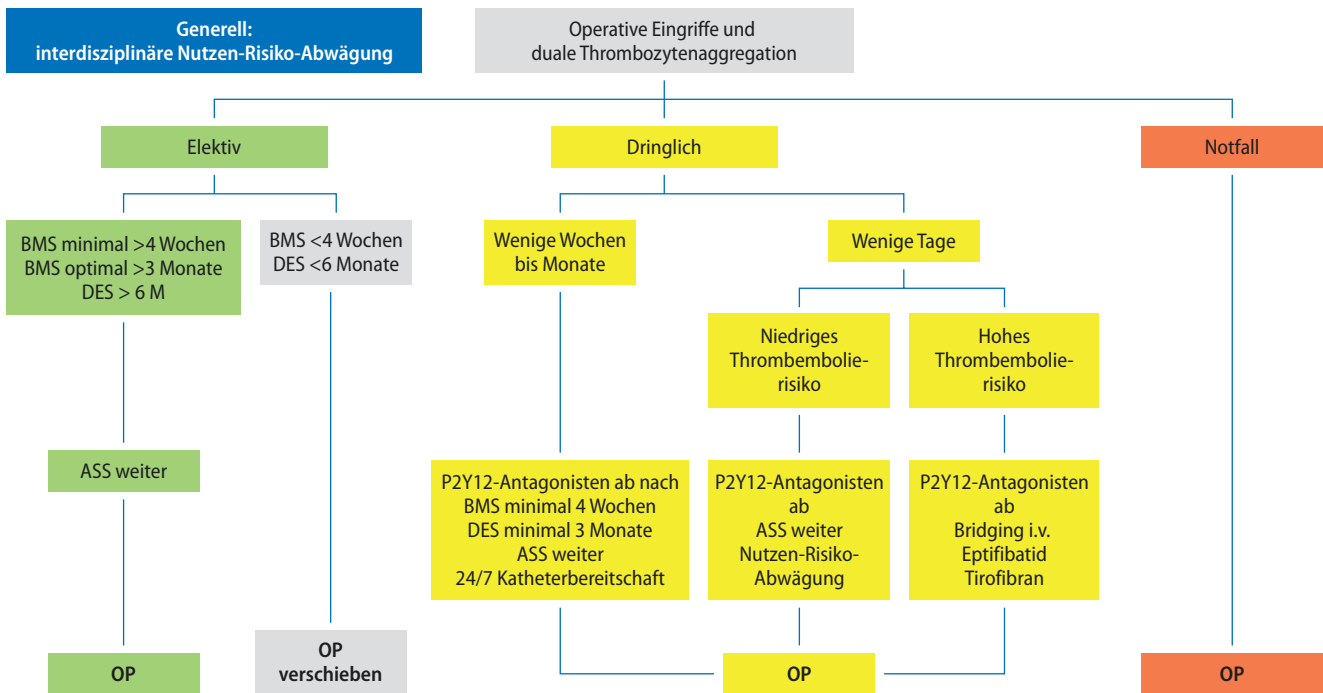 Generell:
interdisziplinäre Nutzen-Risiko-Abwägung
Operative Eingriffe und
duale Thrombozytenaggregation
Elektiv
Dringlich
Notfall
BMS minimal >4 Wochen
BMS optimal >3 Monate
DES > 6 M
BMS <4 Wochen
DES <6 Monate
Wenige Wochen
bis Monate
Wenige Tage
Niedriges
Thrombembolie-
risiko
Hohes
Thrombembolie-
risiko
ASS weiter
P2Y12-Antagonisten ab nach
BMS minimal 4 Wochen
DES minimal 3 Monate
ASS weiter
24/7 Katheterbereitschaft
P2Y12-Antagonisten
ab
ASS weiter
Nutzen-Risiko-
Abwägung
P2Y12-Antagonisten
ab
Bridging i.v.
Eptifibatid
Tirofibran
OP
OP
verschieben
OP
OP